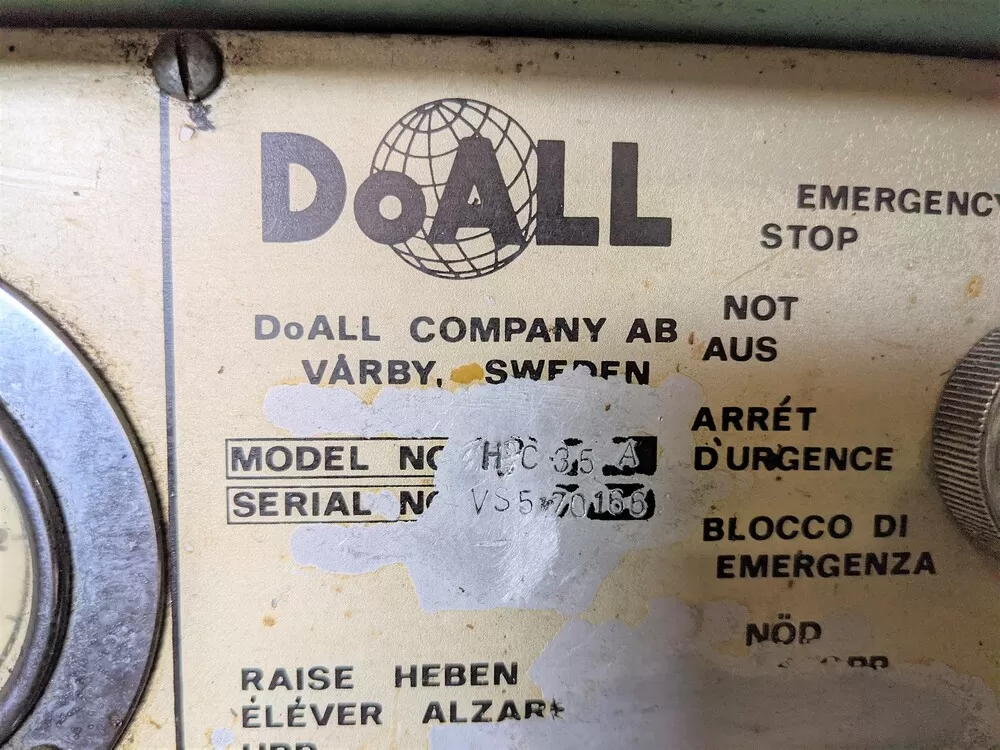 DoALL
DoALL COMPANY AB
VÅRBY, SWEDEN
MODEL NO HPC 35 A
SERIAL NO VS5 70166
EMERGENCY
STOP
NOT
AUS
ARRÉT
D'URGENCE
BLOCCO DI
EMERGENZA
NÖD
RAISE HEBEN
ÉLÉVER ALZARE
UPP